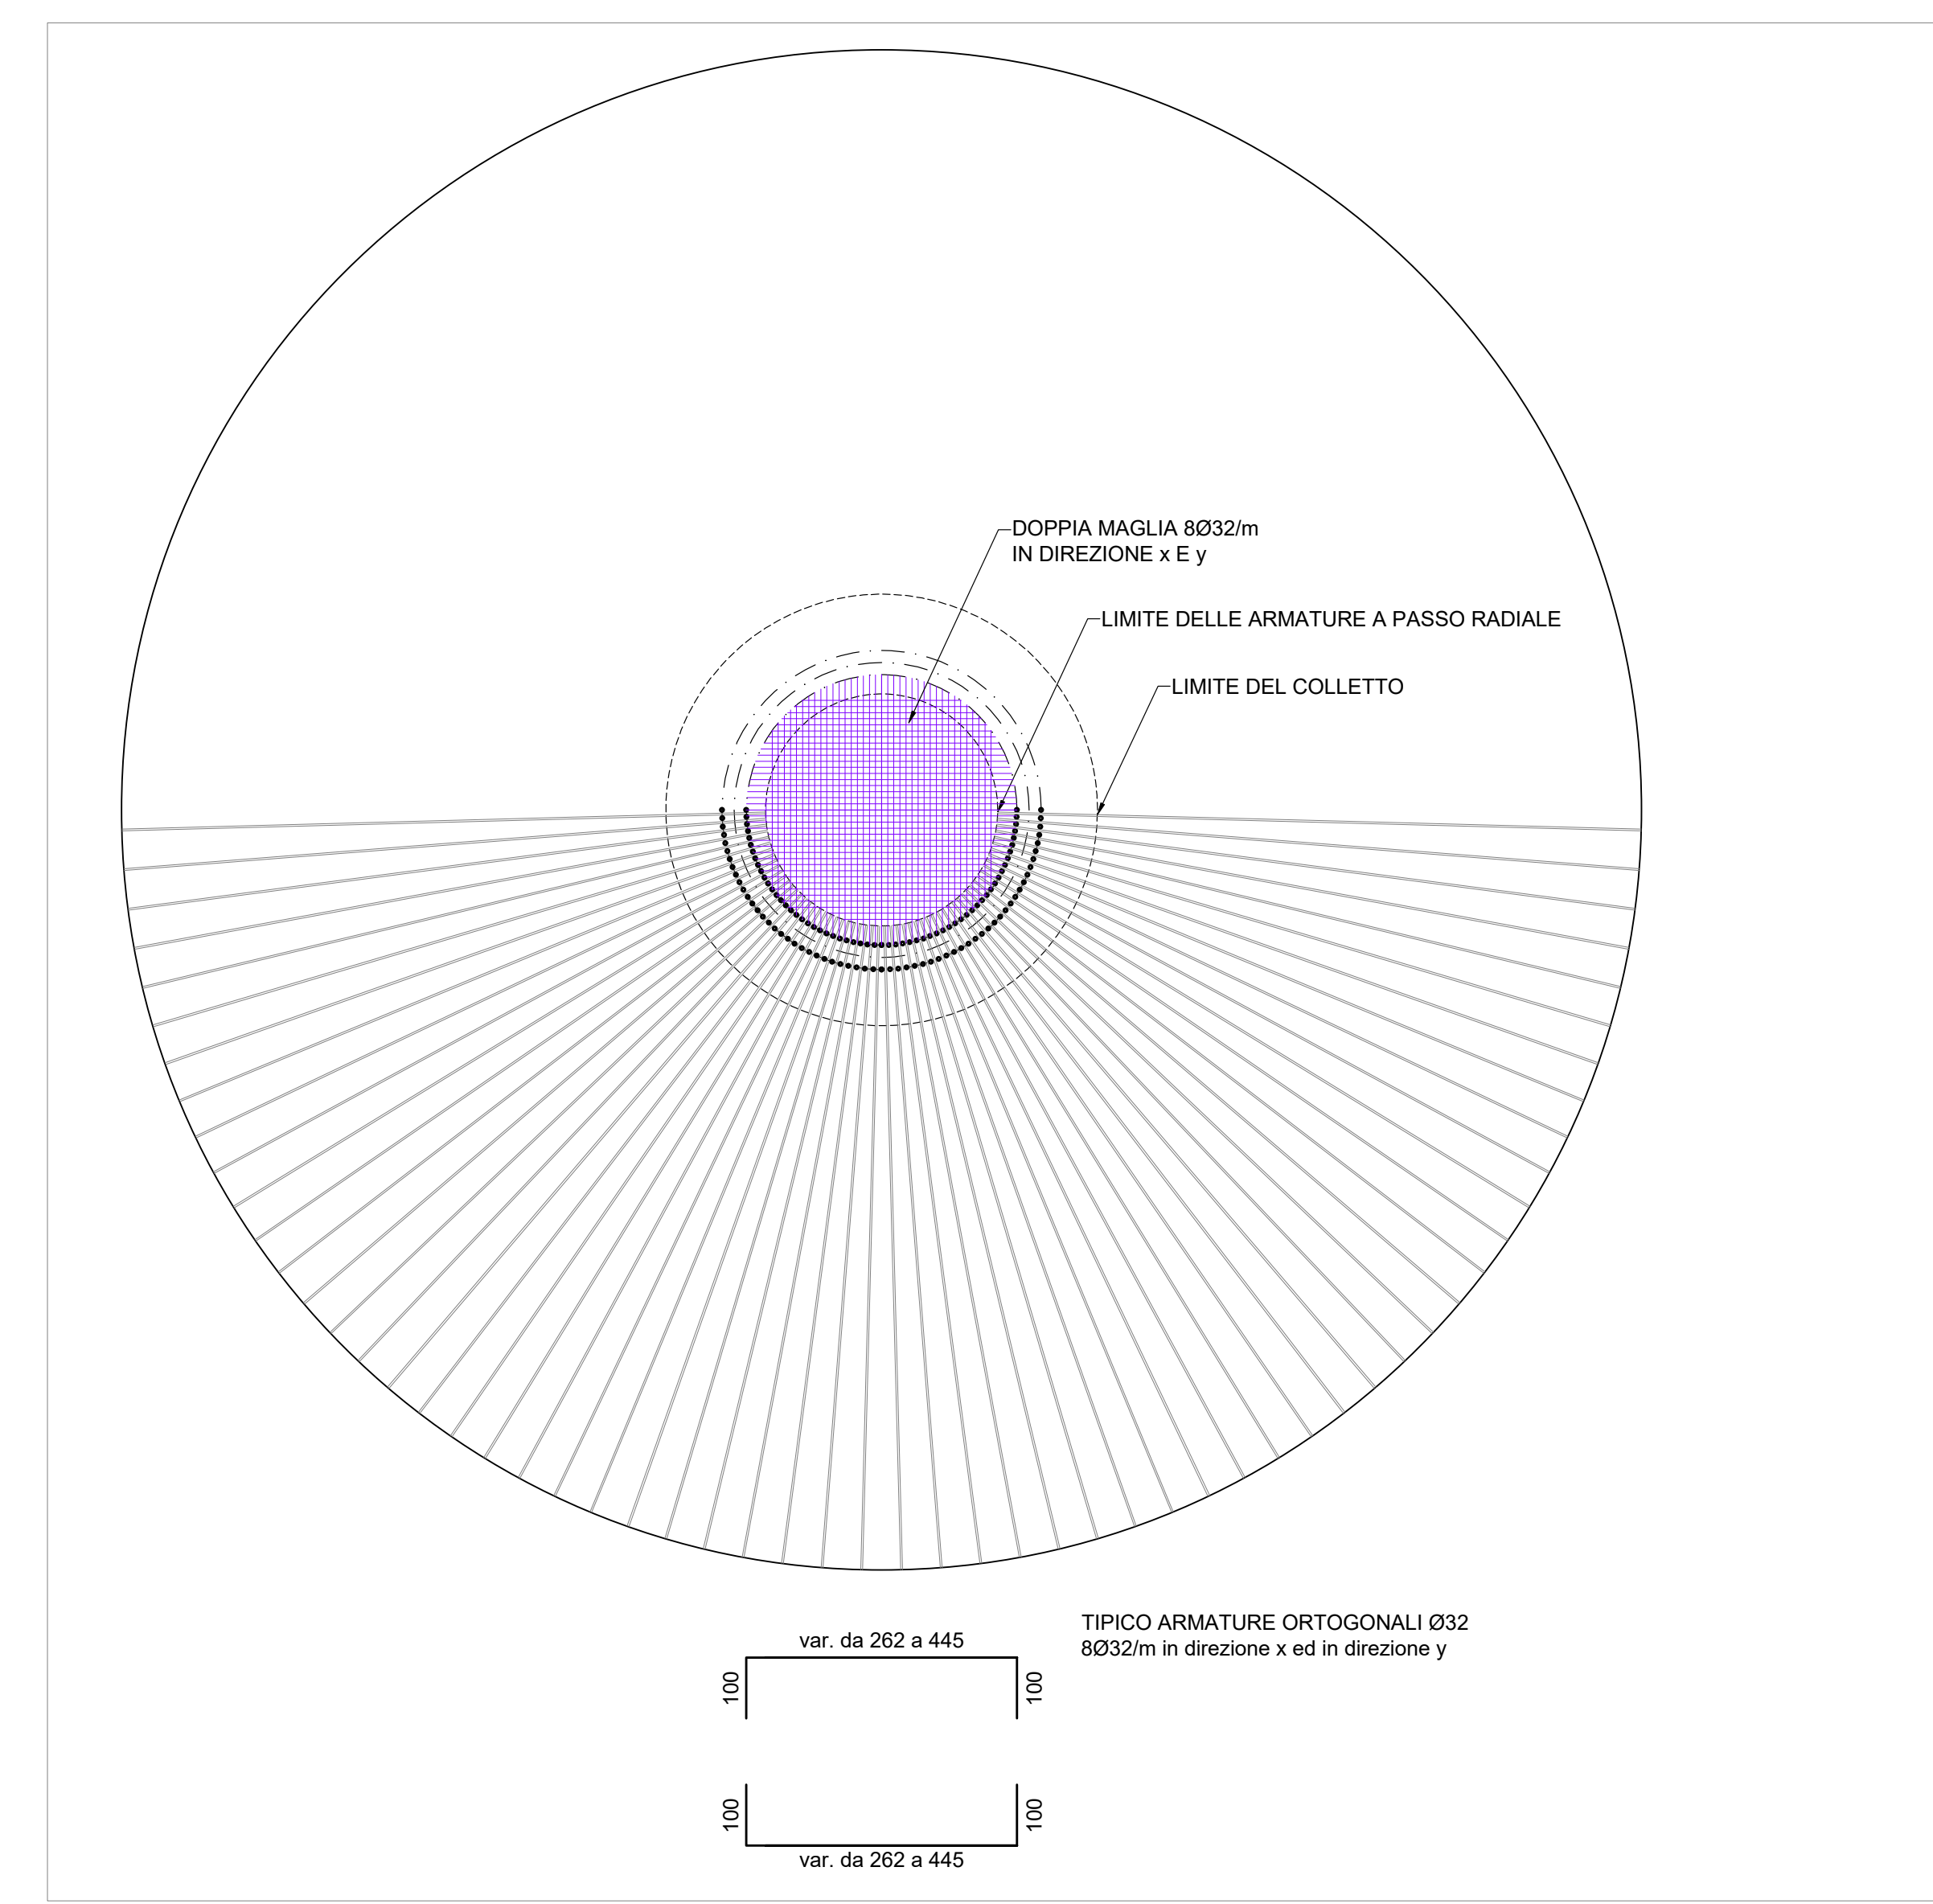 DOPPIA MAGLIA 8Ø32/m
IN DIREZIONE x E y
LIMITE DELLE ARMATURE A PASSO RADIALE
LIMITE DEL COLLETTO
TIPICO ARMATURE ORTOGONALI Ø32
8Ø32/m in direzione x ed in direzione y
var. da 262 a 445
100
100
100
100
var. da 262 a 445